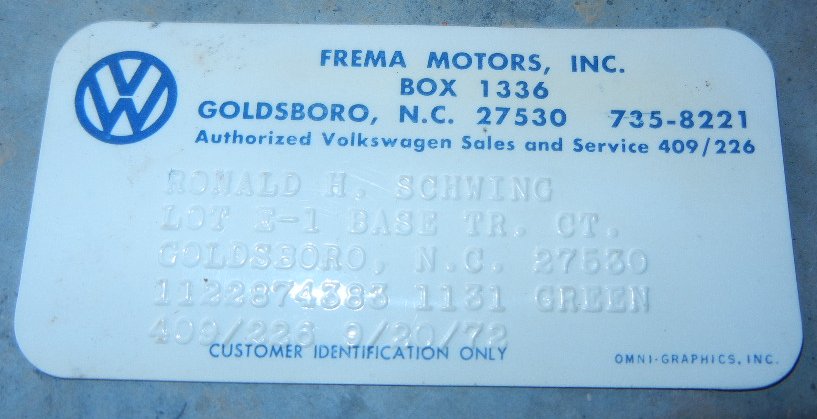 FREMA MOTORS, INC.
BOX 1336
GOLDSBORO, N.C. 27530 735-8221
Authorized Volkswagen Sales and Service 409/226
RONALD H. SCHWING
LOT E-1 BASE TR. CT.
GOLDSBORO, N.C. 27530
1122874383 1131 GREEN
409/226 9/20/72
CUSTOMER IDENTIFICATION ONLY
OMNI-GRAPHICS, INC.